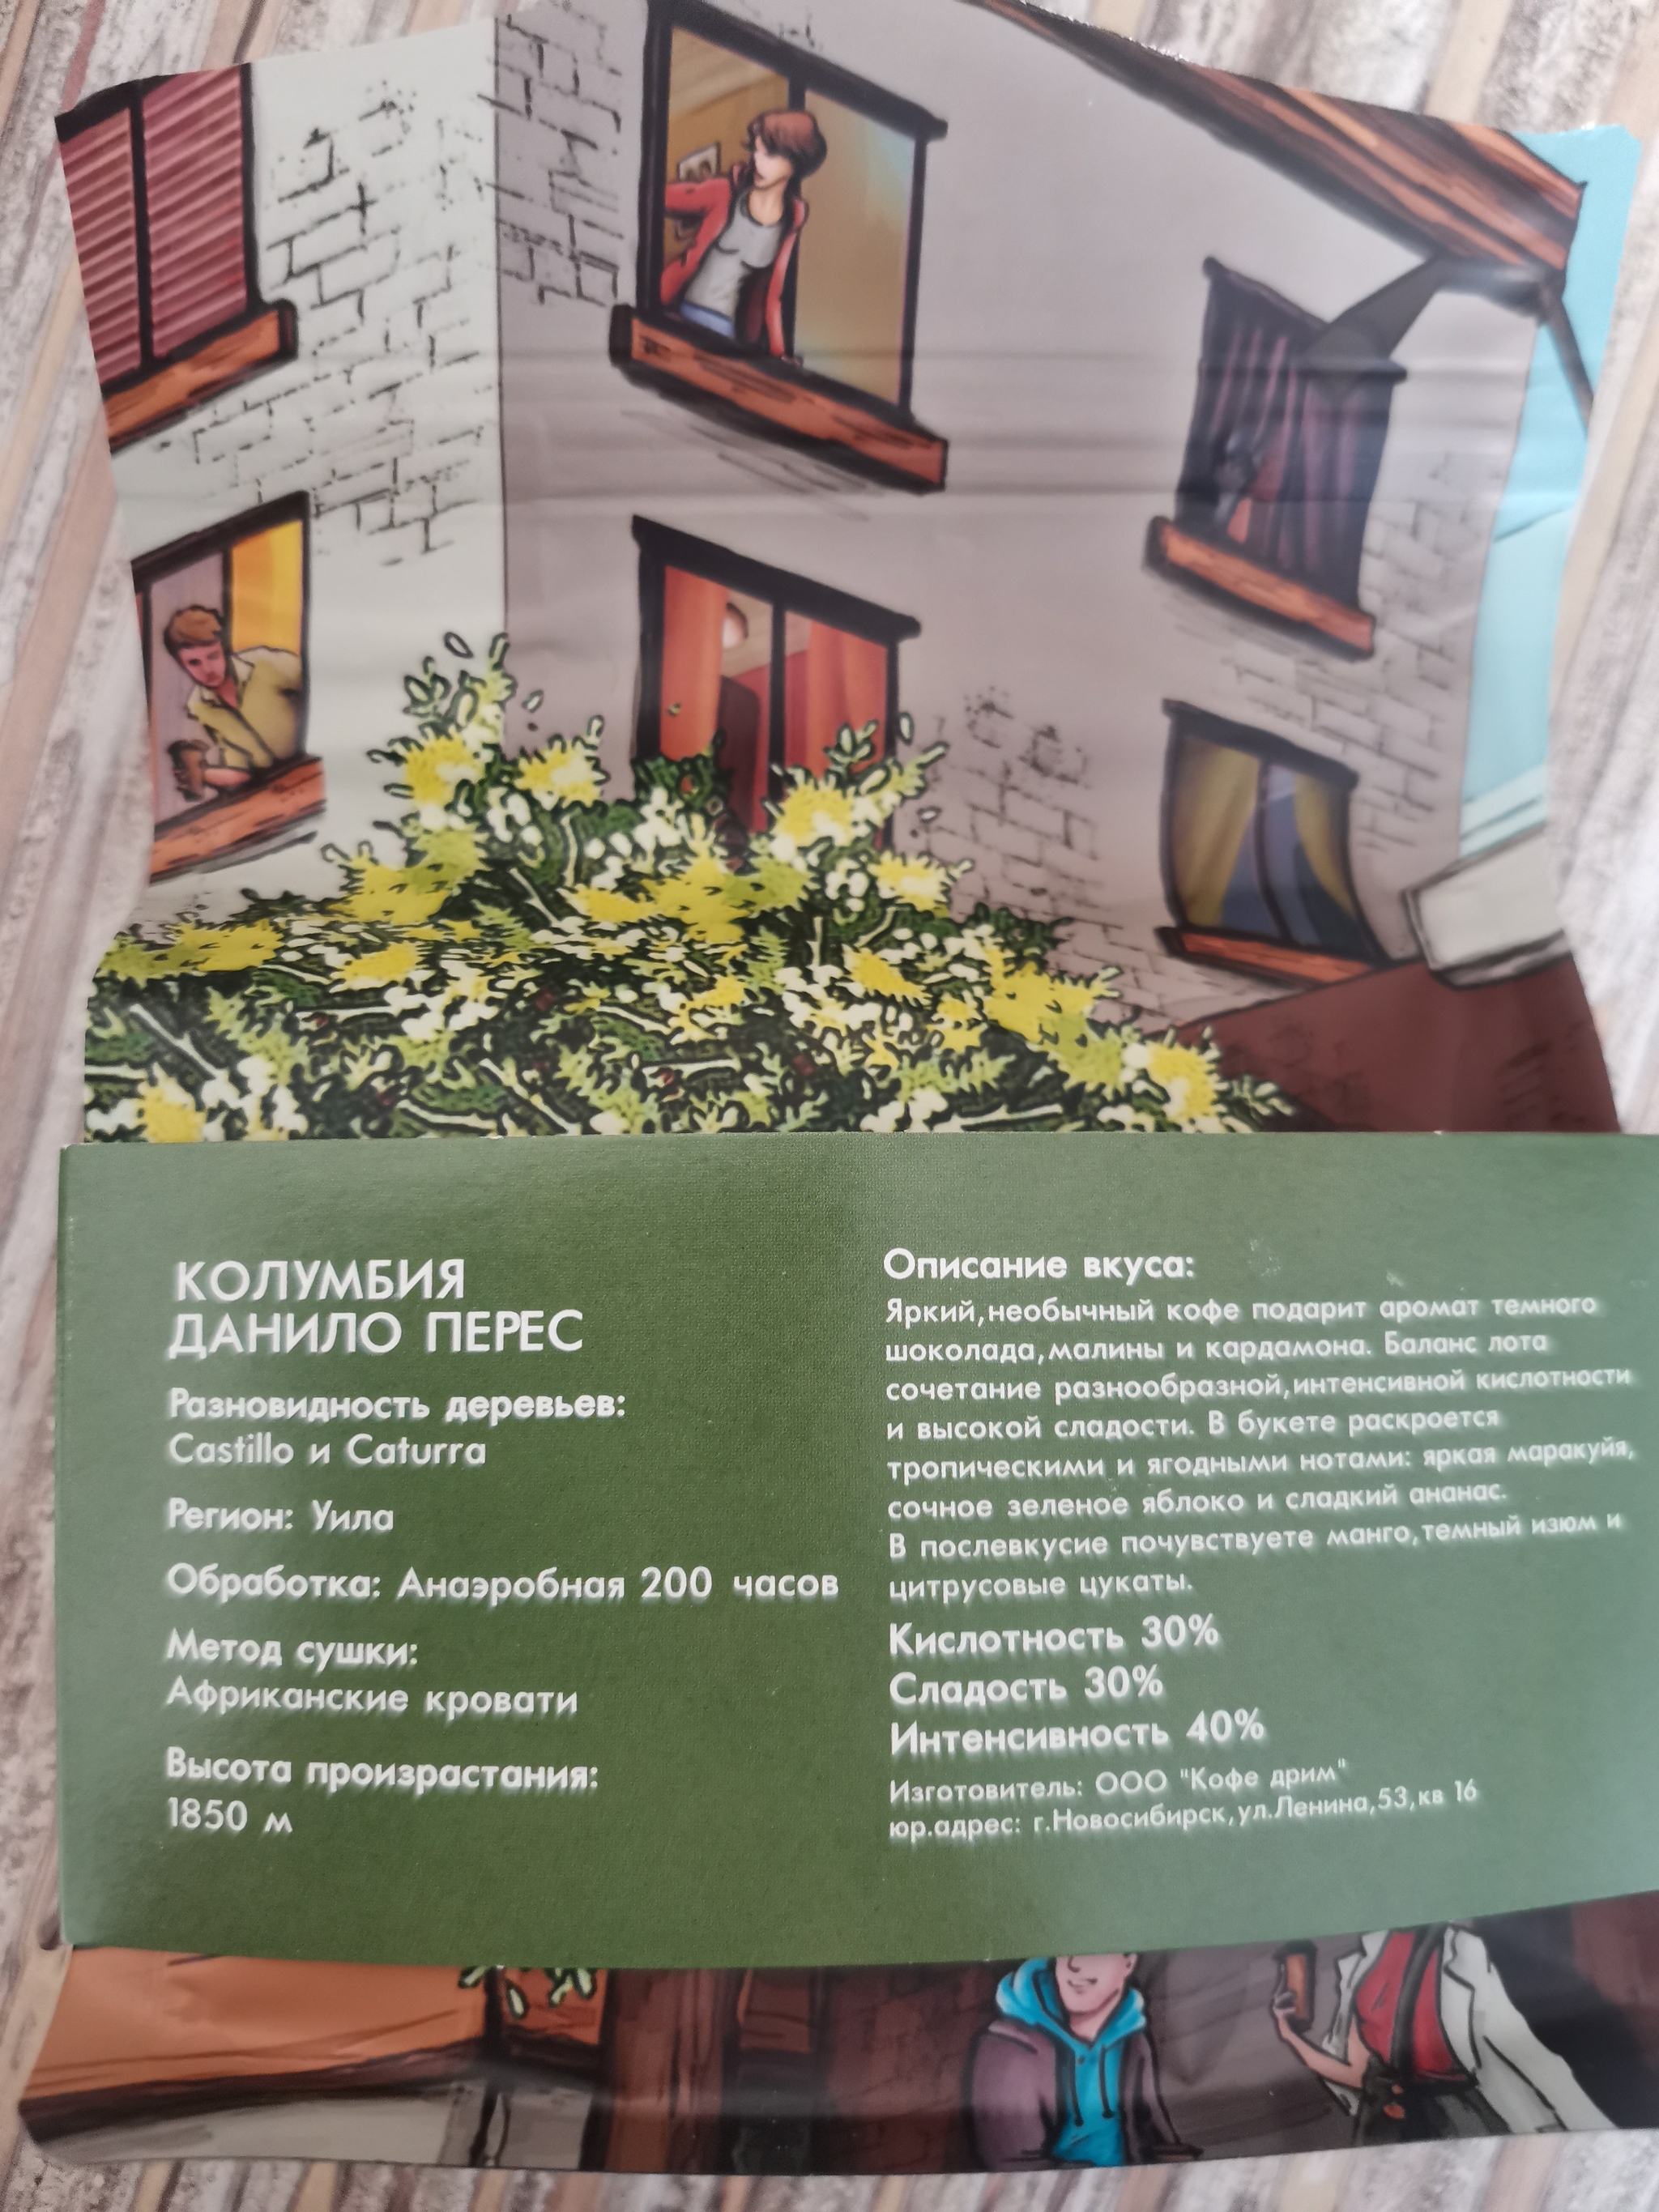 КОЛУМБИЯ
ДАНИЛО ПЕРЕС
Разновидность деревьев:
Castillo и Caturra
Регион: Уила
Обработка: Анаэробная 200 часов
Метод сушки:
Африканские кровати
Высота произрастания:
1850 м
Описание вкуса:
Яркий,необычный кофе подарит аромат темного
шоколада,малины и кардамона. Баланс лота
сочетание разнообразной,интенсивной кислотности
и высокой сладости. В букете раскроется
тропическими и ягодными нотами: яркая маракуйя,
сочное зеленое яблоко и сладкий ананас.
В послевкусие почувствуете манго,темный изюм и
цитрусовые цукаты.
Кислотность 30%
Сладость 30%
Интенсивность 40%
Изготовитель: ООО "Кофе дрим"
юр.адрес: г.Новосибирск,ул.Ленина,53,кв 16